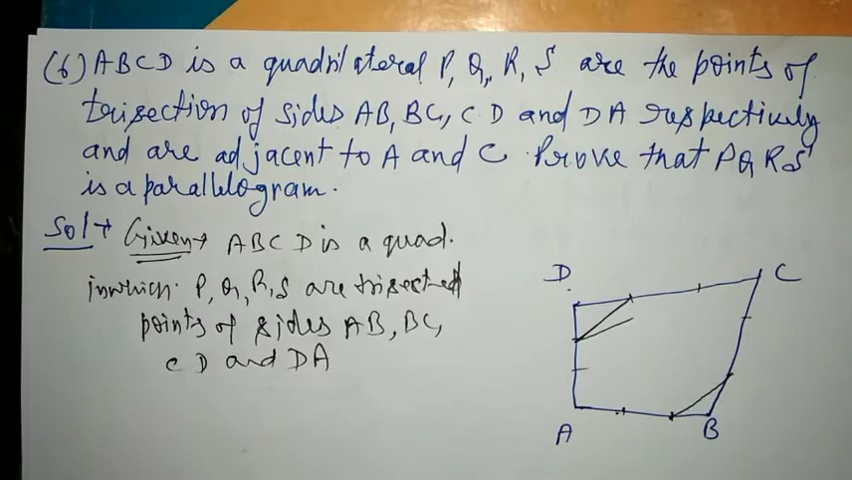 (6) ABCD is a quadrilateral P, Q, R, S are the points of
trisection of sides AB, BC, CD and DA respectively
and are adjacent to A and C. Prove that PQRS
is a parallelogram.
Sol→ Given→ ABCD is a quad.
in which P, Q, R, S are trisected
points of sides AB, BC,
CD and DA
D
C
A
B